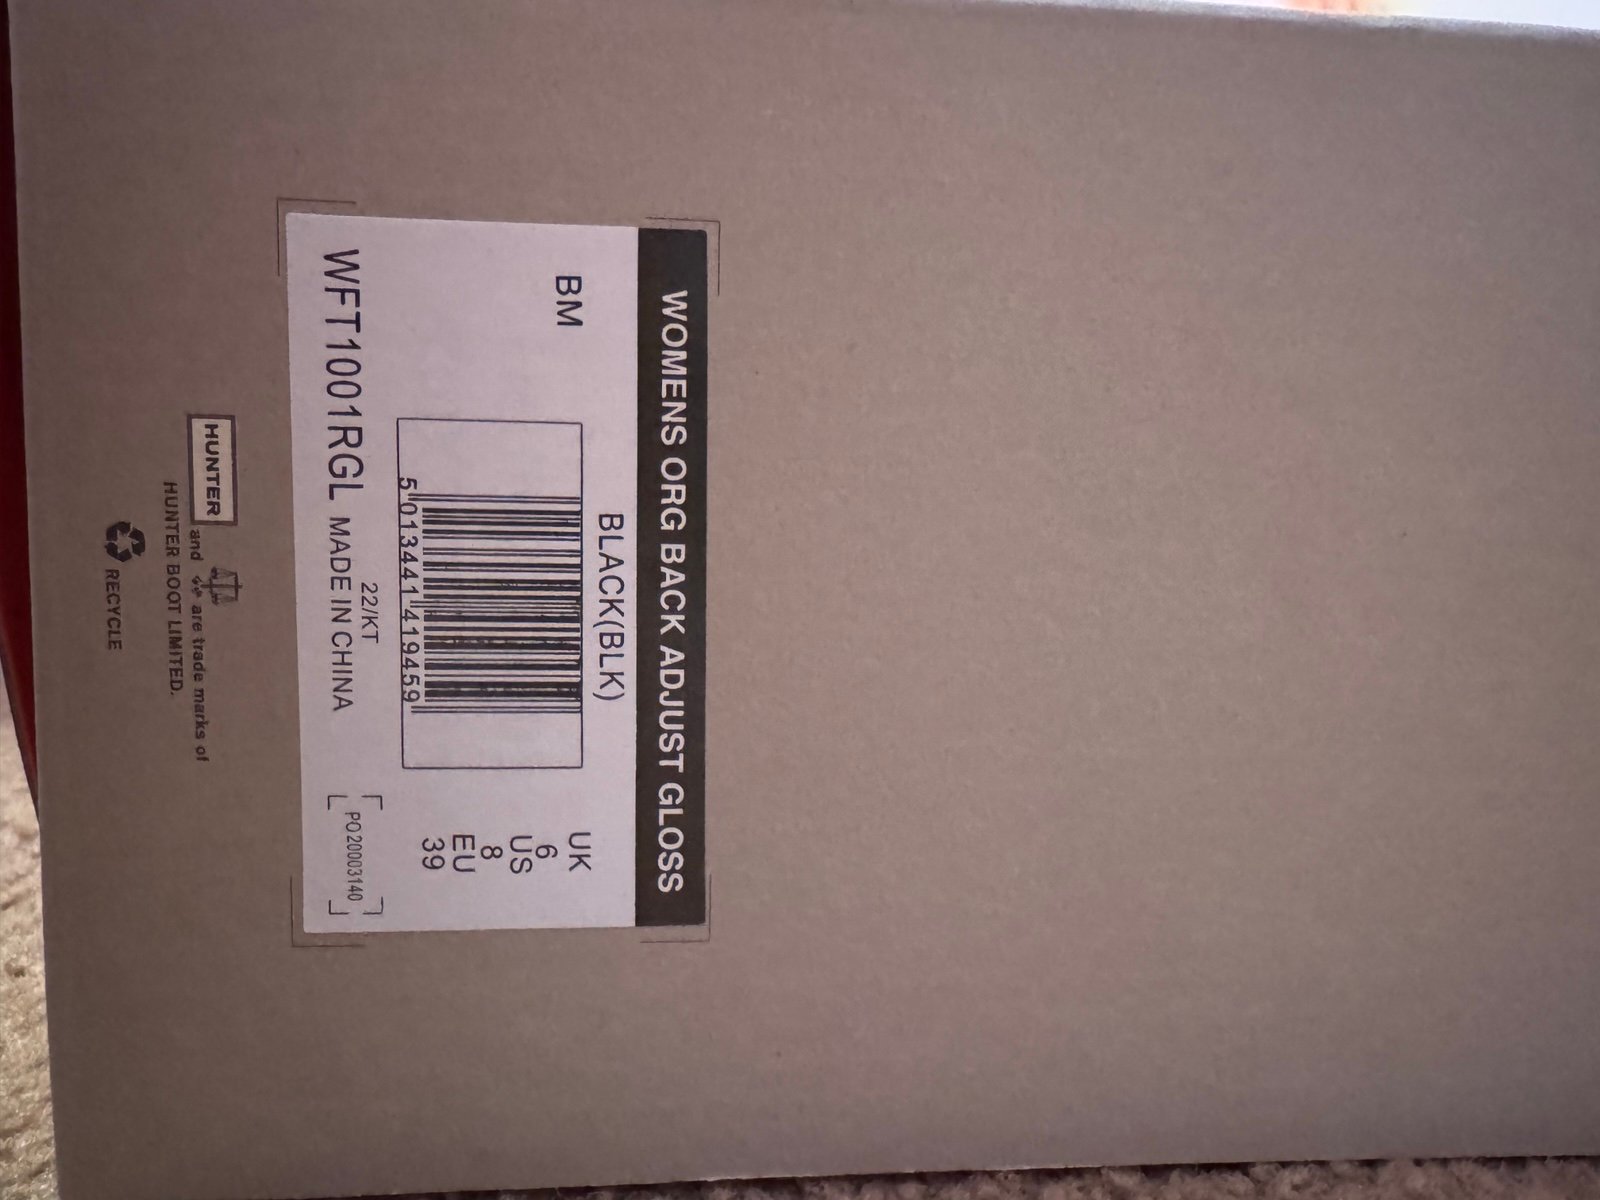 WOMENS ORG BACK ADJUST GLOSS
BLACK(BLK)
BM
5 013441 419459
UK
6
US
8
EU
39
22/KT
WFT1001RGL MADE IN CHINA
PO20003140
HUNTER and are trade marks of
HUNTER BOOT LIMITED.
RECYCLE